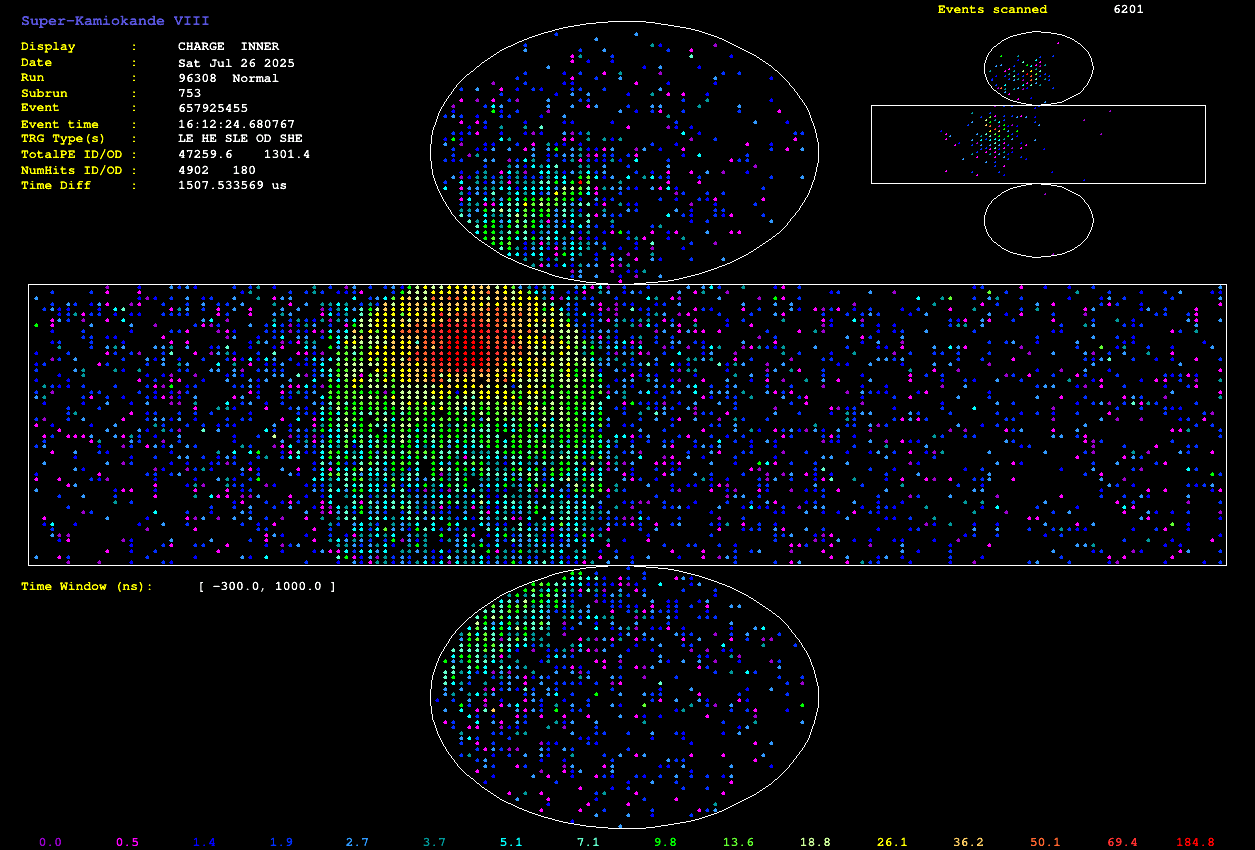 Super-Kamiokande VIII
Events scanned 6201
Display : CHARGE INNER
Date : Sat Jul 26 2025
Run : 96308 Normal
Subrun : 753
Event : 657925455
Event time : 16:12:24.680767
TRG Type(s) : LE HE SLE OD SHE
TotalPE ID/OD : 47259.6 1301.4
NumHits ID/OD : 4902 180
Time Diff : 1507.533569 us
Time Window (ns): [ -300.0, 1000.0 ]
0.0 0.5 1.4 1.9 2.7 3.7 5.1 7.1 9.8 13.6 18.8 26.1 36.2 50.1 69.4 184.8